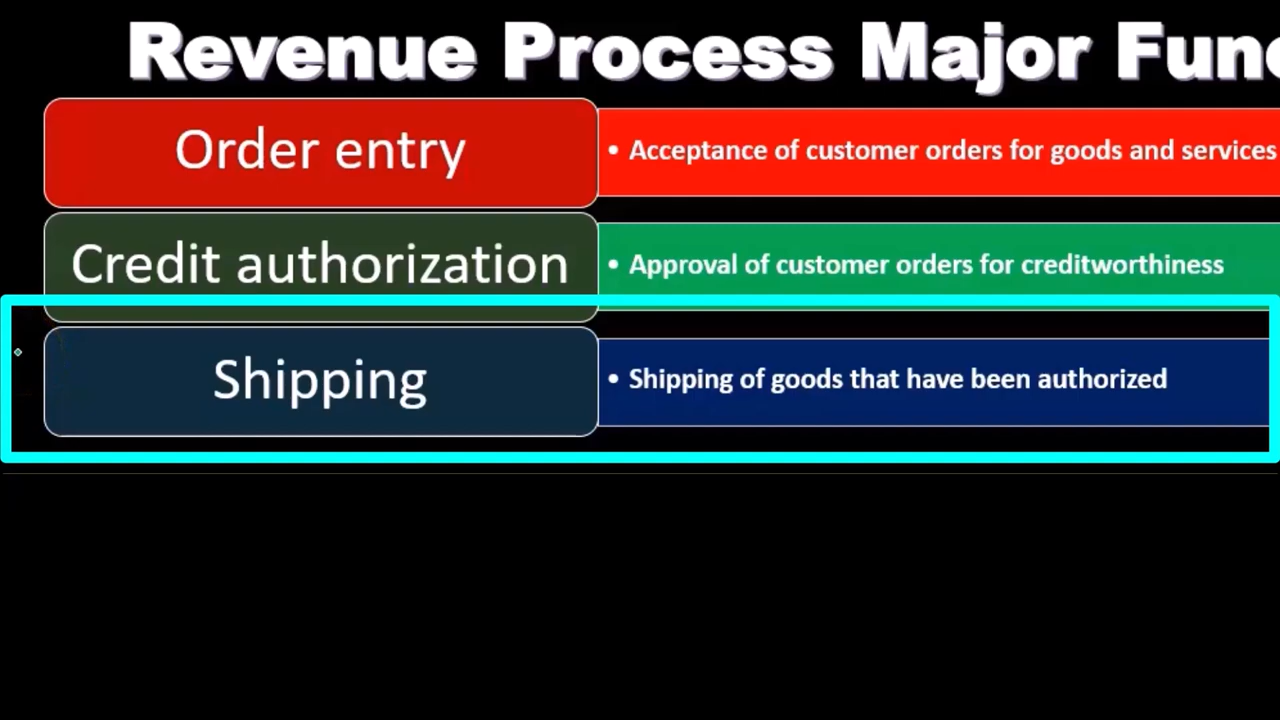 Revenue Process Major Func
Order entry
• Acceptance of customer orders for goods and services
Credit authorization
• Approval of customer orders for creditworthiness
Shipping
• Shipping of goods that have been authorized